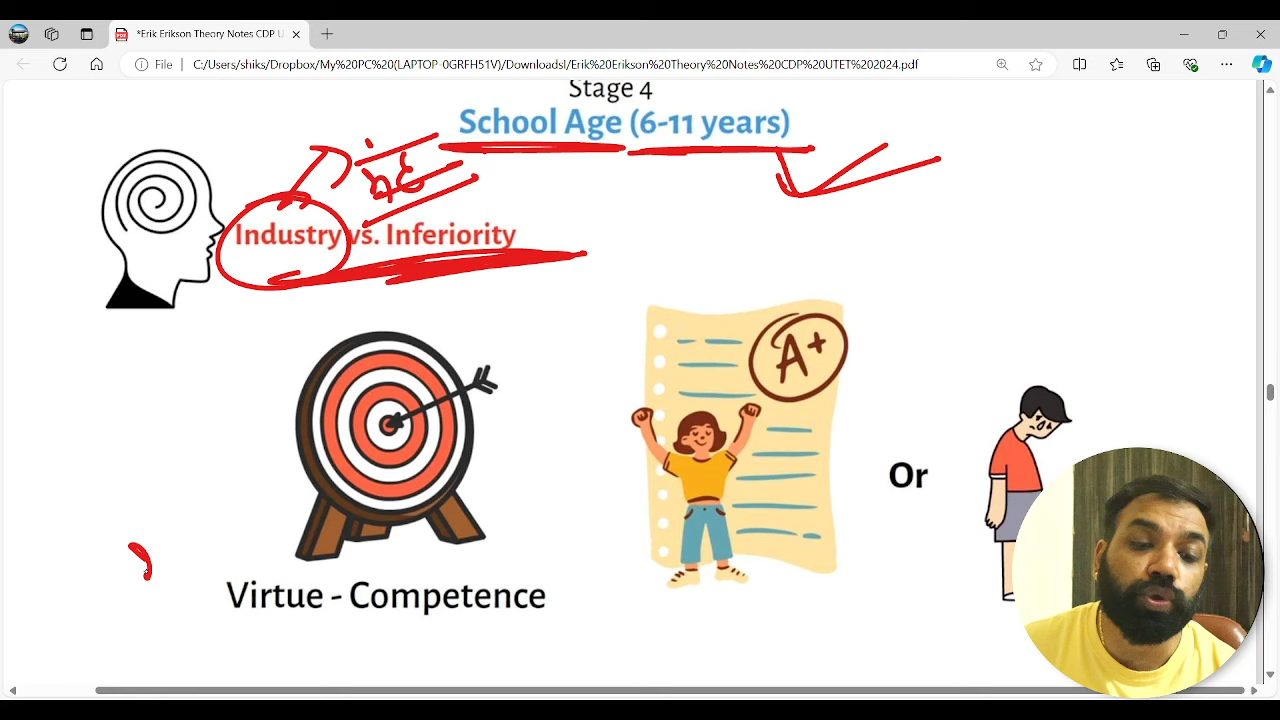 *Erik Erikson Theory Notes CDP U
File
C:/Users/shiks/Dropbox/My%20PC%20(LAPTOP-0GRFH51V)/Downloads/Erik%20Erikson%20Theory%20Notes%20CDP%20UTET%202024.pdf
Stage 4
School Age (6-11 years)
Industry vs. Inferiority
A+
Or
Virtue - Competence